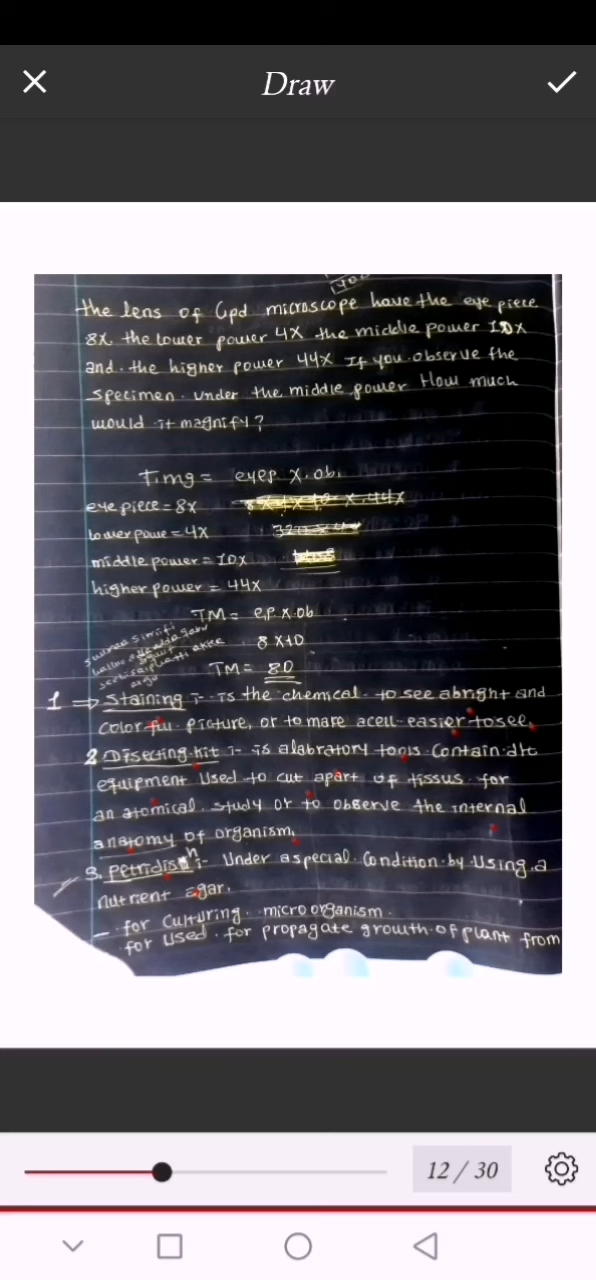 Draw
the lens of Cpd microscope have the eye piece
8x the lower power 4X the middle power 10x
and the higher power 44X If you observe the
specimen under the middle power How much
would it magnify?
T.mg = eyep X.ob.
eye piece = 8x
lower powe = 4X
middle power = 10X
higher power = 44X
TM = e.p x.ob
8 X10
TM = 80
1 ⇒ Staining :- is the chemical to see abright and
color ful picture, or to make acell easier to see.
2 Disecting kit :- is alabratory tools contain
equipment Used to cut apart of tissus for
an atomical study or to observe the internal
anatomy of organism.
3. petridish :- Under aspecial condition by Using a
nutrient agar.
- for culturing micro organism.
for used for propagate growth of plant from
12 / 30